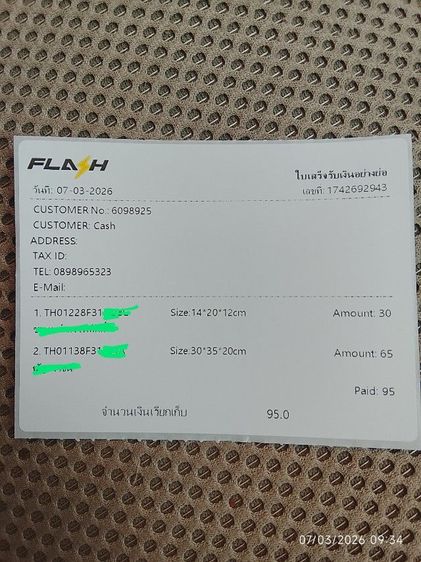 FLASH
ใบเสร็จรับเงินอย่างย่อ
วันที่: 07-03-2026
เลขที่: 1742692943
CUSTOMER No.: 6098925
CUSTOMER: Cash
ADDRESS:
TAX ID:
TEL: 0898965323
E-Mail:
1. TH01228F31 Size:14*20*12cm Amount: 30
2. TH01138F31 Size:30*35*20cm Amount: 65
Paid: 95
จำนวนเงินเรียกเก็บ 95.0
07/03/2026 09:34